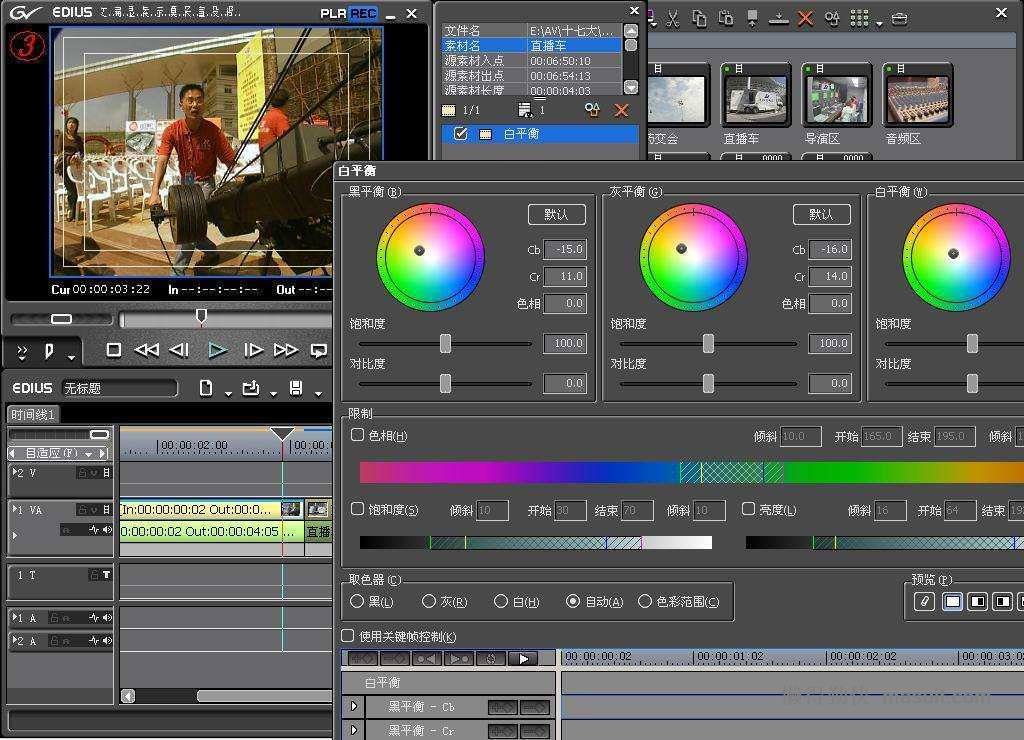 EDIUS
PLR REC
3
Cur 00:00:03:22 In --:--:--:-- Out --:--
文件名 E:\AV\十七大\...
素材名 直播车
源素材入点 00:06:50:10
源素材出点 00:06:54:13
源素材长度 00:00:04:03
1/1 1
白平衡
药交会 直播车 导演区 音频区
0000 0000
白平衡
黑平衡(B) 灰平衡(G) 白平衡(W)
默认 默认
Cb -15.0 Cb -16.0
Cr 11.0 Cr 14.0
色相 0.0 色相 0.0
饱和度 饱和度 饱和度
100.0 100.0
对比度 对比度 对比度
0.0 0.0
限制
色相(H) 倾斜 10.0 开始 165.0 结束 195.0 倾斜
饱和度(S) 倾斜 10 开始 30 结束 70 倾斜 10 亮度(L) 倾斜 16 开始 64 结束
取色器(C) 预览(P)
黑(L) 灰(R) 白(H) 自动(A) 色彩范围(C)
使用关键帧控制(K)
00:00:00:02 00:00:01:02 00:00:02:02 00:00:03:0
白平衡
黑平衡 - Cb
黑平衡 - Cr
EDIUS 无标题
时间线1
自适应(F)
00:00:02.00 00:00:
2 V
1 VA
In:00:00:00:02 Out:00:0...
0:00:00:02 Out:00:00:04:05 ... 直播
1 T
1 A
2 A